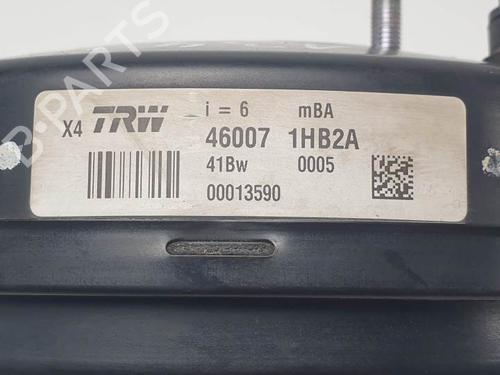 i = 6 mBA
X4 TRW 46007 1HB2A
41Bw 0005
00013590
B-PARTS